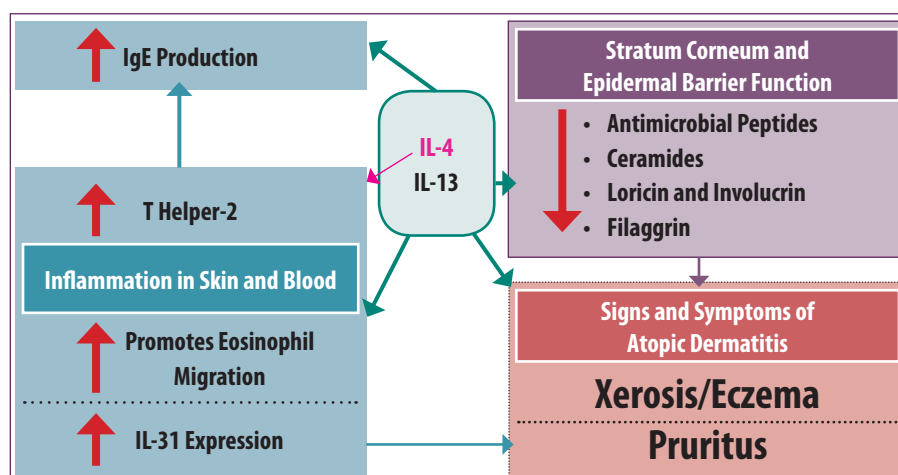 IgE Production
IL-4
IL-13
T Helper-2
Inflammation in Skin and Blood
Promotes Eosinophil
Migration
IL-31 Expression
Stratum Corneum and
Epidermal Barrier Function
• Antimicrobial Peptides
• Ceramides
• Loricin and Involucrin
• Filaggrin
Signs and Symptoms of
Atopic Dermatitis
Xerosis/Eczema
Pruritus